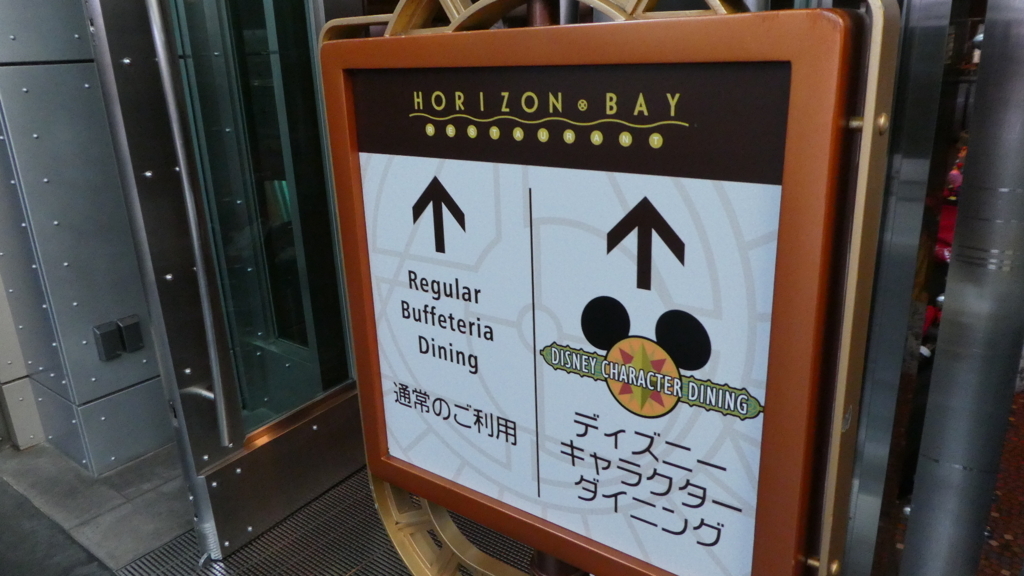 HORIZON BAY
RESTAURANT
Regular
Buffeteria
Dining
通常のご利用
DISNEY CHARACTER DINING
ディズニー
キャラクター
ダイニング